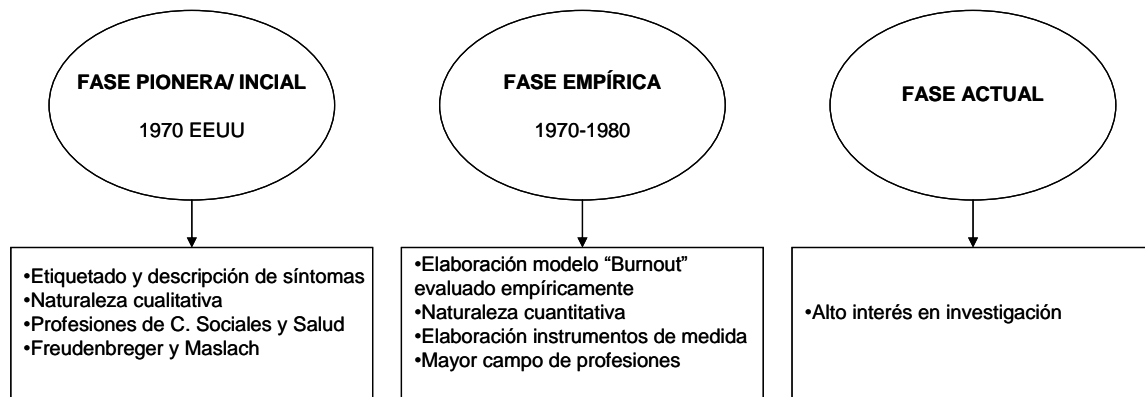 FASE PIONERA/ INCIAL
1970 EEUU
•Etiquetado y descripción de síntomas
•Naturaleza cualitativa
•Profesiones de C. Sociales y Salud
•Freudenbreger y Maslach
FASE EMPÍRICA
1970-1980
•Elaboración modelo “Burnout”
evaluado empíricamente
•Naturaleza cuantitativa
•Elaboración instrumentos de medida
•Mayor campo de profesiones
FASE ACTUAL
•Alto interés en investigación